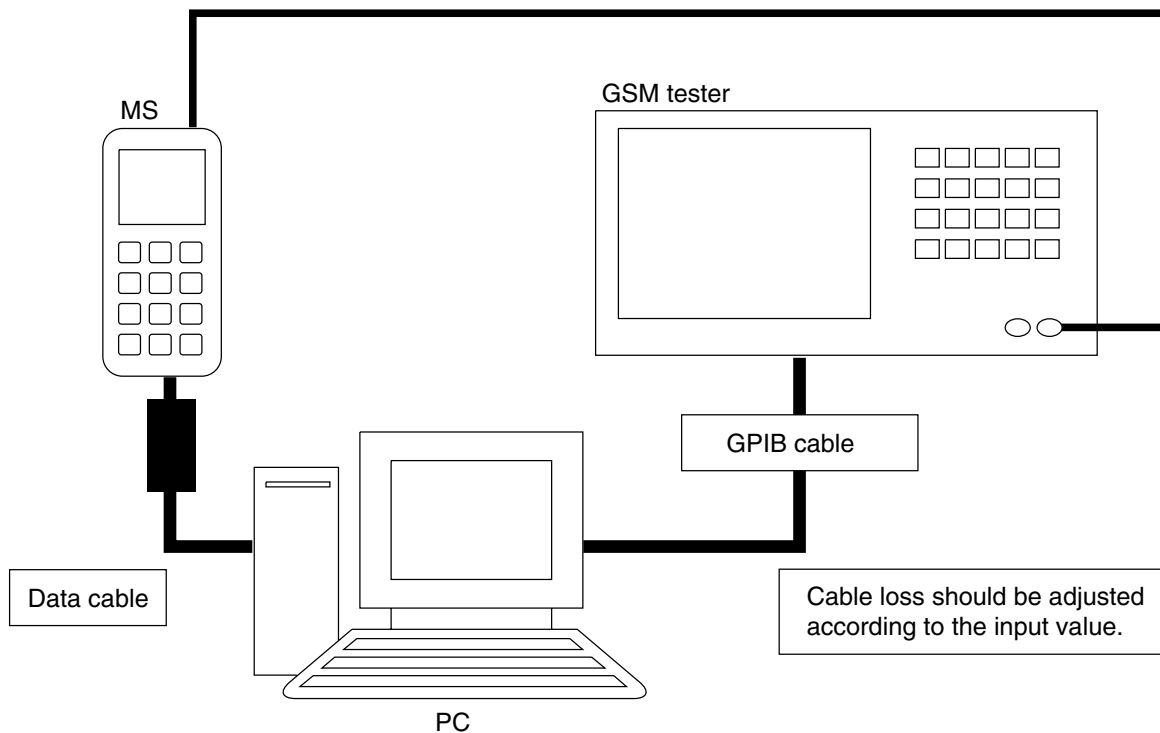 MS
GSM tester
GPIB cable
Data cable
Cable loss should be adjusted
according to the input value.
PC